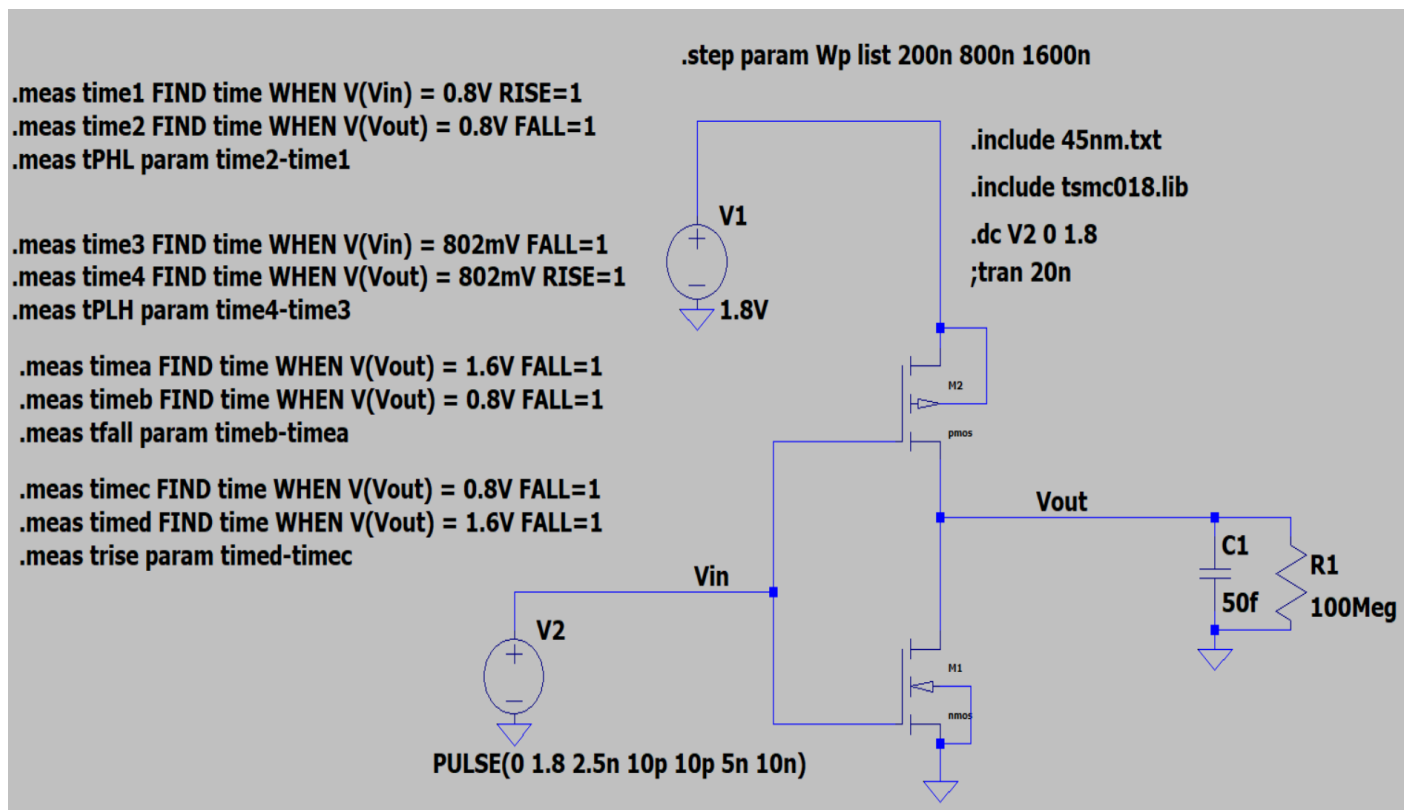 .step param Wp list 200n 800n 1600n
.meas time1 FIND time WHEN V(Vin) = 0.8V RISE=1
.meas time2 FIND time WHEN V(Vout) = 0.8V FALL=1
.meas tPHL param time2-time1
.include 45nm.txt
.include tsmc018.lib
.dc V2 0 1.8
;tran 20n
V1
1.8V
.meas time3 FIND time WHEN V(Vin) = 802mV FALL=1
.meas time4 FIND time WHEN V(Vout) = 802mV RISE=1
.meas tPLH param time4-time3
.meas timea FIND time WHEN V(Vout) = 1.6V FALL=1
.meas timeb FIND time WHEN V(Vout) = 0.8V FALL=1
.meas tfall param timeb-timea
M2
pmos
.meas timec FIND time WHEN V(Vout) = 0.8V FALL=1
.meas timed FIND time WHEN V(Vout) = 1.6V FALL=1
.meas trise param timed-timec
Vout
C1
50f
R1
100Meg
Vin
V2
M1
nmos
PULSE(0 1.8 2.5n 10p 10p 5n 10n)